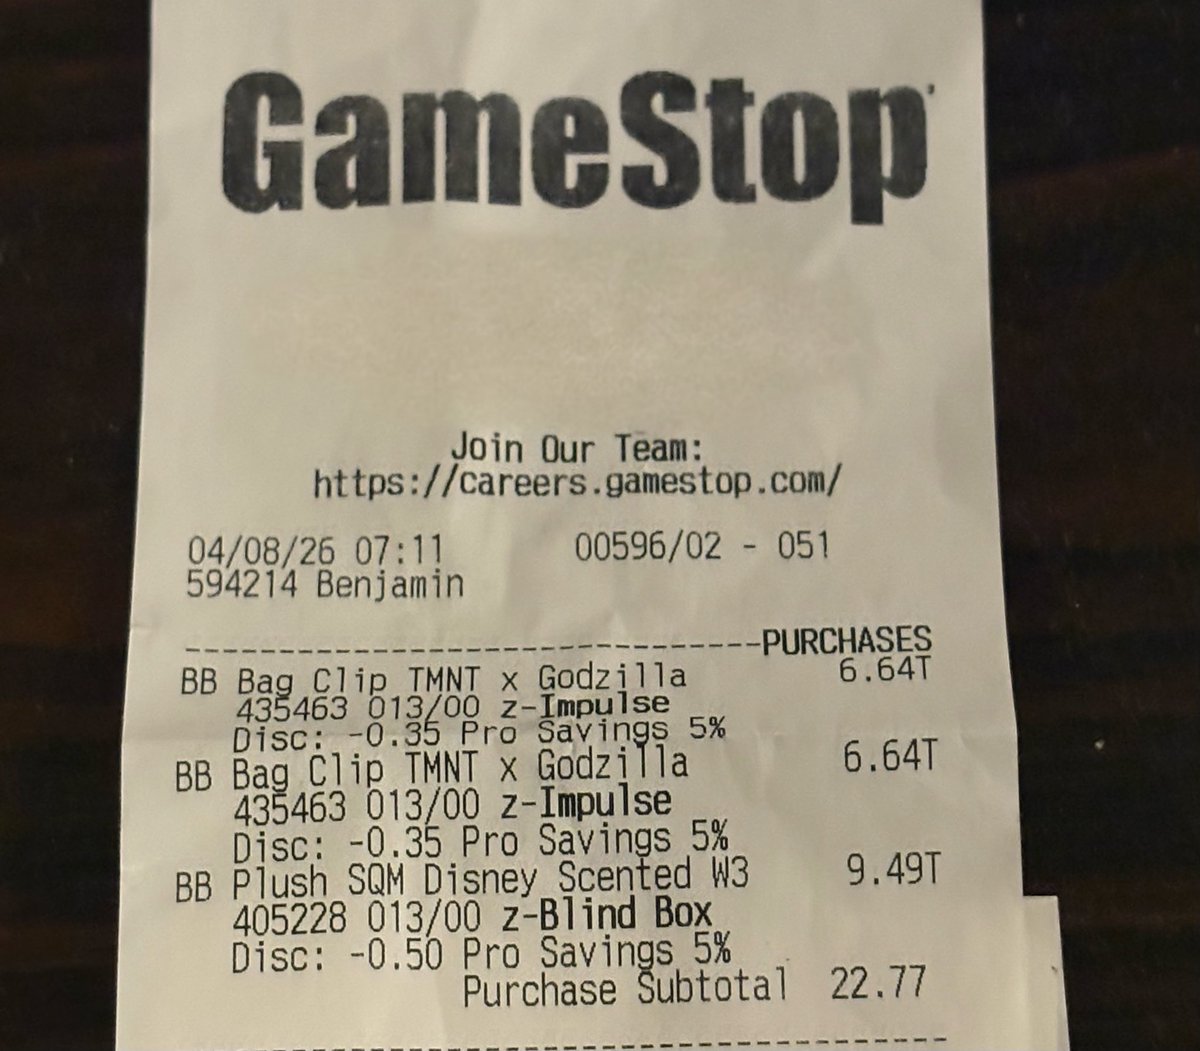 GameStop
Join Our Team:
https://careers.gamestop.com/
04/08/26 07:11 00596/02 - 051
594214 Benjamin
------------------------------PURCHASES
BB Bag Clip TMNT x Godzilla 6.64T
435463 013/00 z-Impulse
Disc: -0.35 Pro Savings 5%
BB Bag Clip TMNT x Godzilla 6.64T
435463 013/00 z-Impulse
Disc: -0.35 Pro Savings 5%
BB Plush SQM Disney Scented W3 9.49T
405228 013/00 z-Blind Box
Disc: -0.50 Pro Savings 5%
Purchase Subtotal 22.77